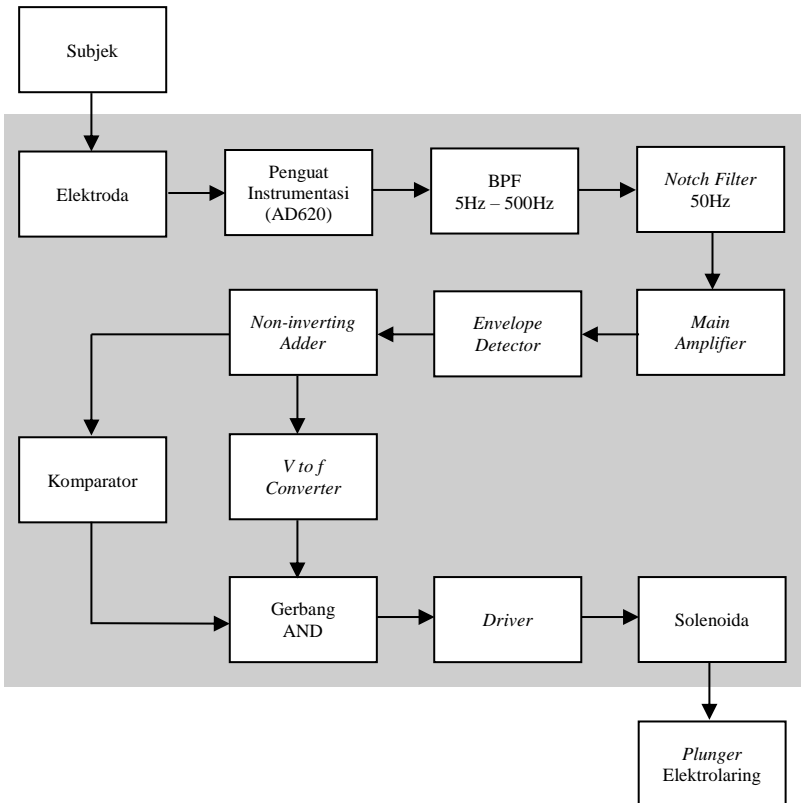 Subjek
Elektroda
Penguat
Instrumentasi
(AD620)
BPF
5Hz – 500Hz
Notch Filter
50Hz
Non-inverting
Adder
Envelope
Detector
Main
Amplifier
Komparator
V to f
Converter
Gerbang
AND
Driver
Solenoida
Plunger
Elektrolaring